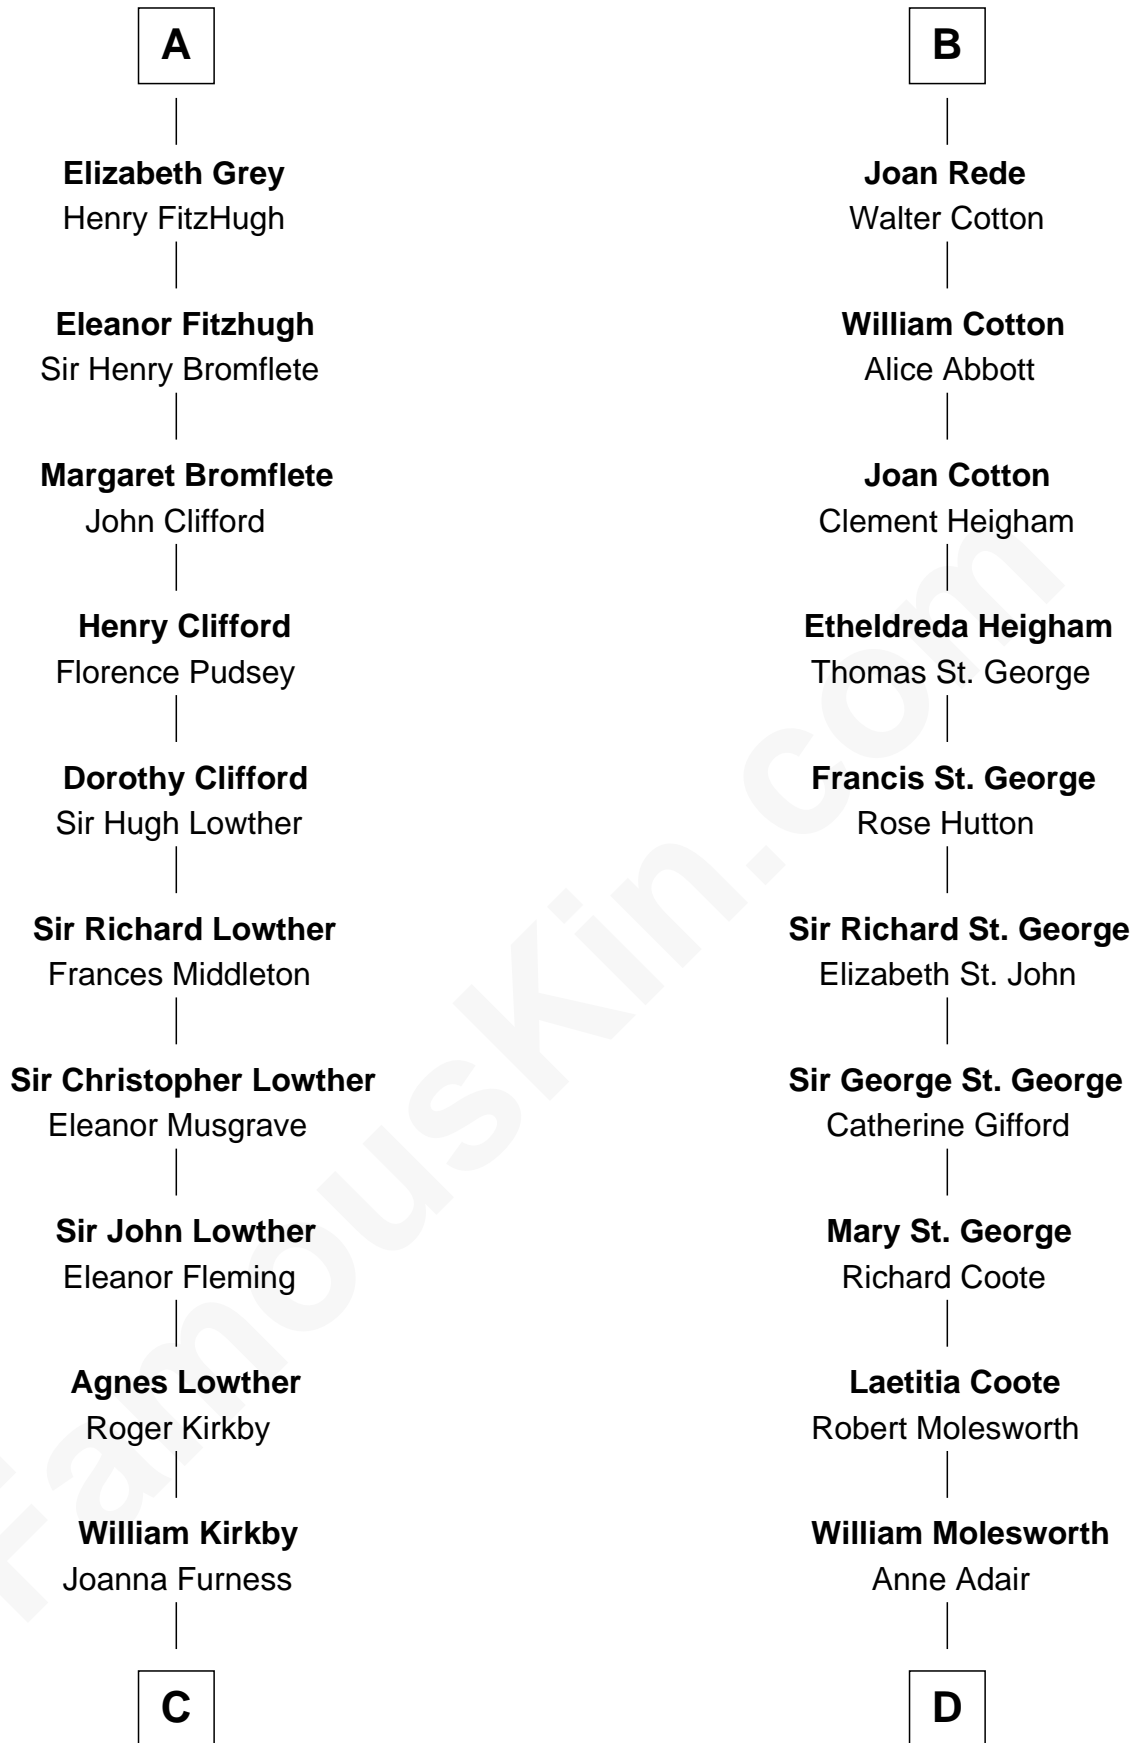 A
Elizabeth Grey
Henry FitzHugh
Eleanor Fitzhugh
Sir Henry Bromflete
Margaret Bromflete
John Clifford
Henry Clifford
Florence Pudsey
Dorothy Clifford
Sir Hugh Lowther
Sir Richard Lowther
Frances Middleton
Sir Christopher Lowther
Eleanor Musgrave
Sir John Lowther
Eleanor Fleming
Agnes Lowther
Roger Kirkby
William Kirkby
Joanna Furness
C
B
Joan Rede
Walter Cotton
William Cotton
Alice Abbott
Joan Cotton
Clement Heigham
Etheldreda Heigham
Thomas St. George
Francis St. George
Rose Hutton
Sir Richard St. George
Elizabeth St. John
Sir George St. George
Catherine Gifford
Mary St. George
Richard Coote
Laetitia Coote
Robert Molesworth
William Molesworth
Anne Adair
D
FamousKin.com